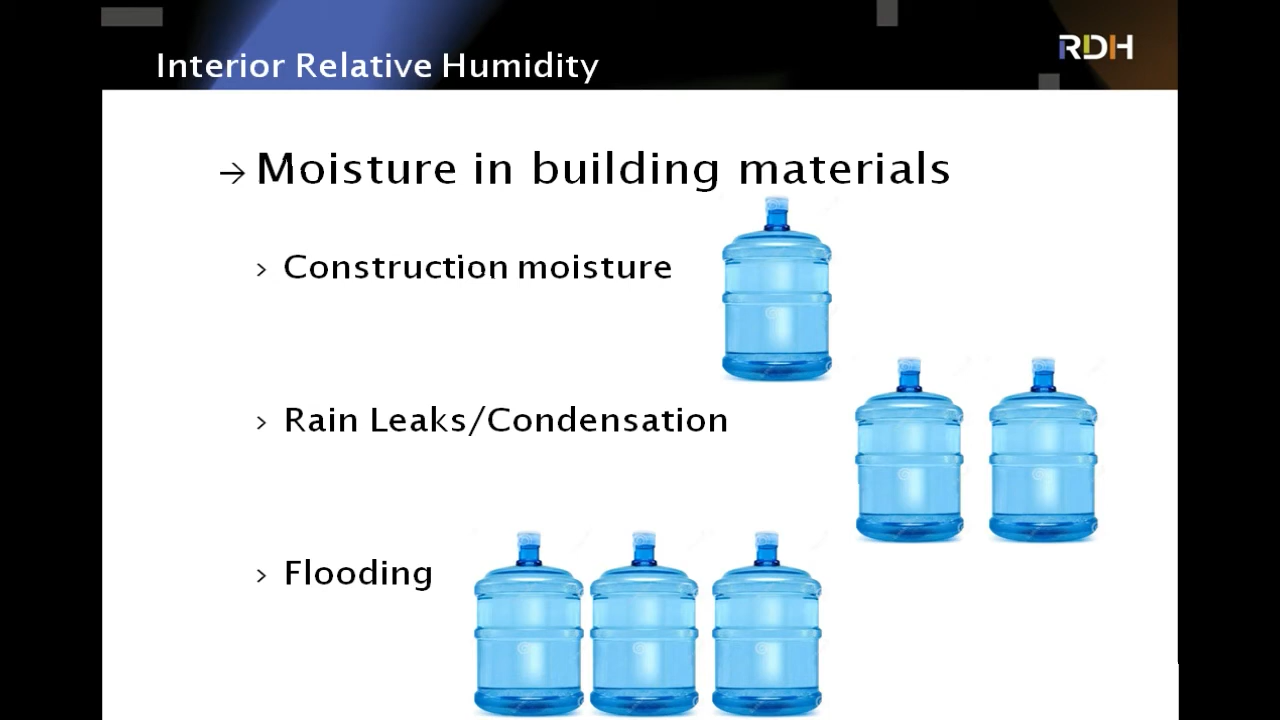 Interior Relative Humidity
RDH
→ Moisture in building materials
› Construction moisture
› Rain Leaks/Condensation
› Flooding